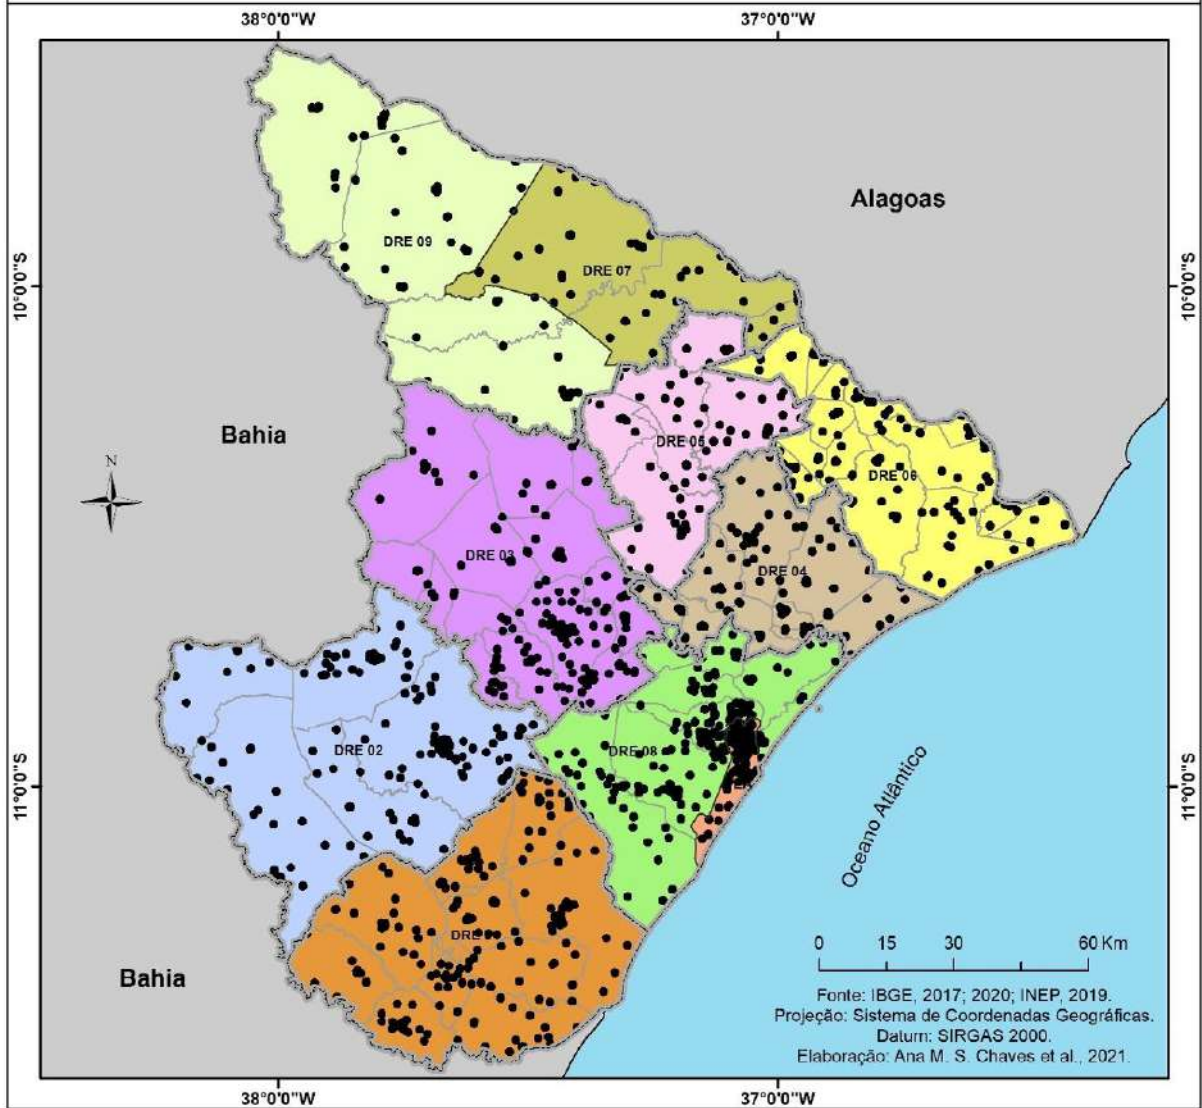 38°0'0"W 37°0'0"W
Alagoas
DRE 09
DRE 07
10°0'0"S 10°0'0"S
Bahia
DRE 05
N
DRE 06
DRE 03
DRE 04
DRE 02
DRE 08
11°0'0"S 11°0'0"S
Oceano Atlântico
DRE
0 15 30 60 Km
Bahia
Fonte: IBGE, 2017; 2020; INEP, 2019.
Projeção: Sistema de Coordenadas Geográficas.
Datum: SIRGAS 2000.
Elaboração: Ana M. S. Chaves et al., 2021.
38°0'0"W 37°0'0"W